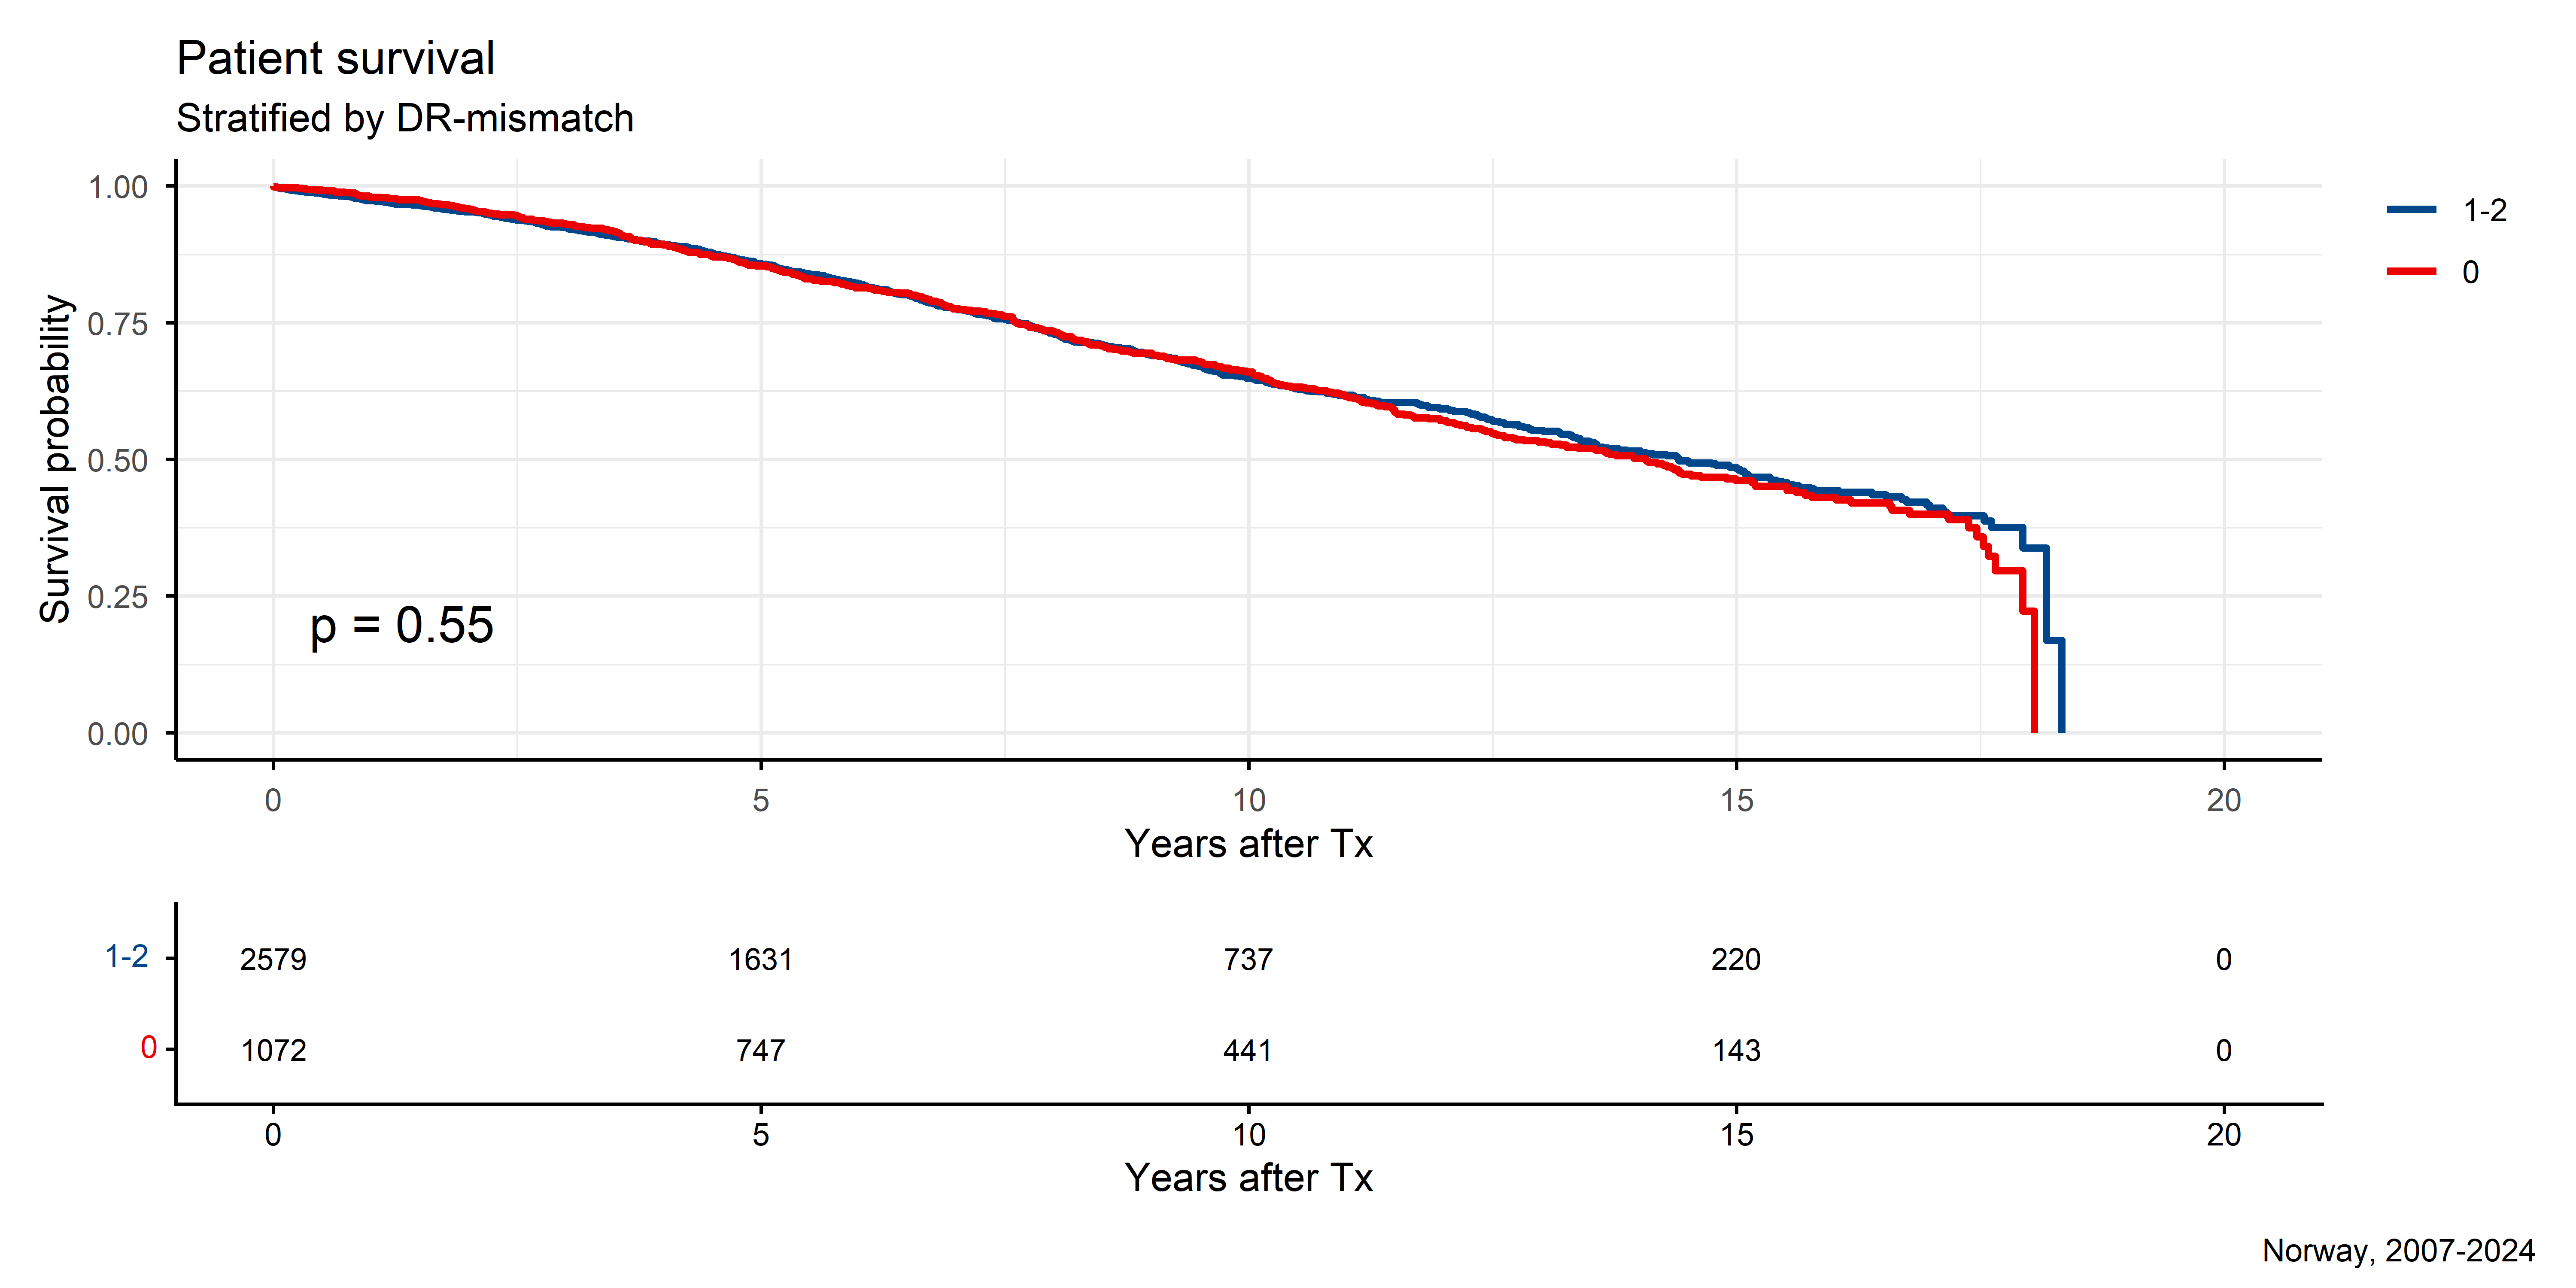 Patient survival
Stratified by DR-mismatch
1.00
0.75
0.50
0.25
0.00
Survival probability
p = 0.55
1-2
0
0 5 10 15 20
Years after Tx
1-2 2579 1631 737 220 0
0 1072 747 441 143 0
0 5 10 15 20
Years after Tx
Norway, 2007-2024